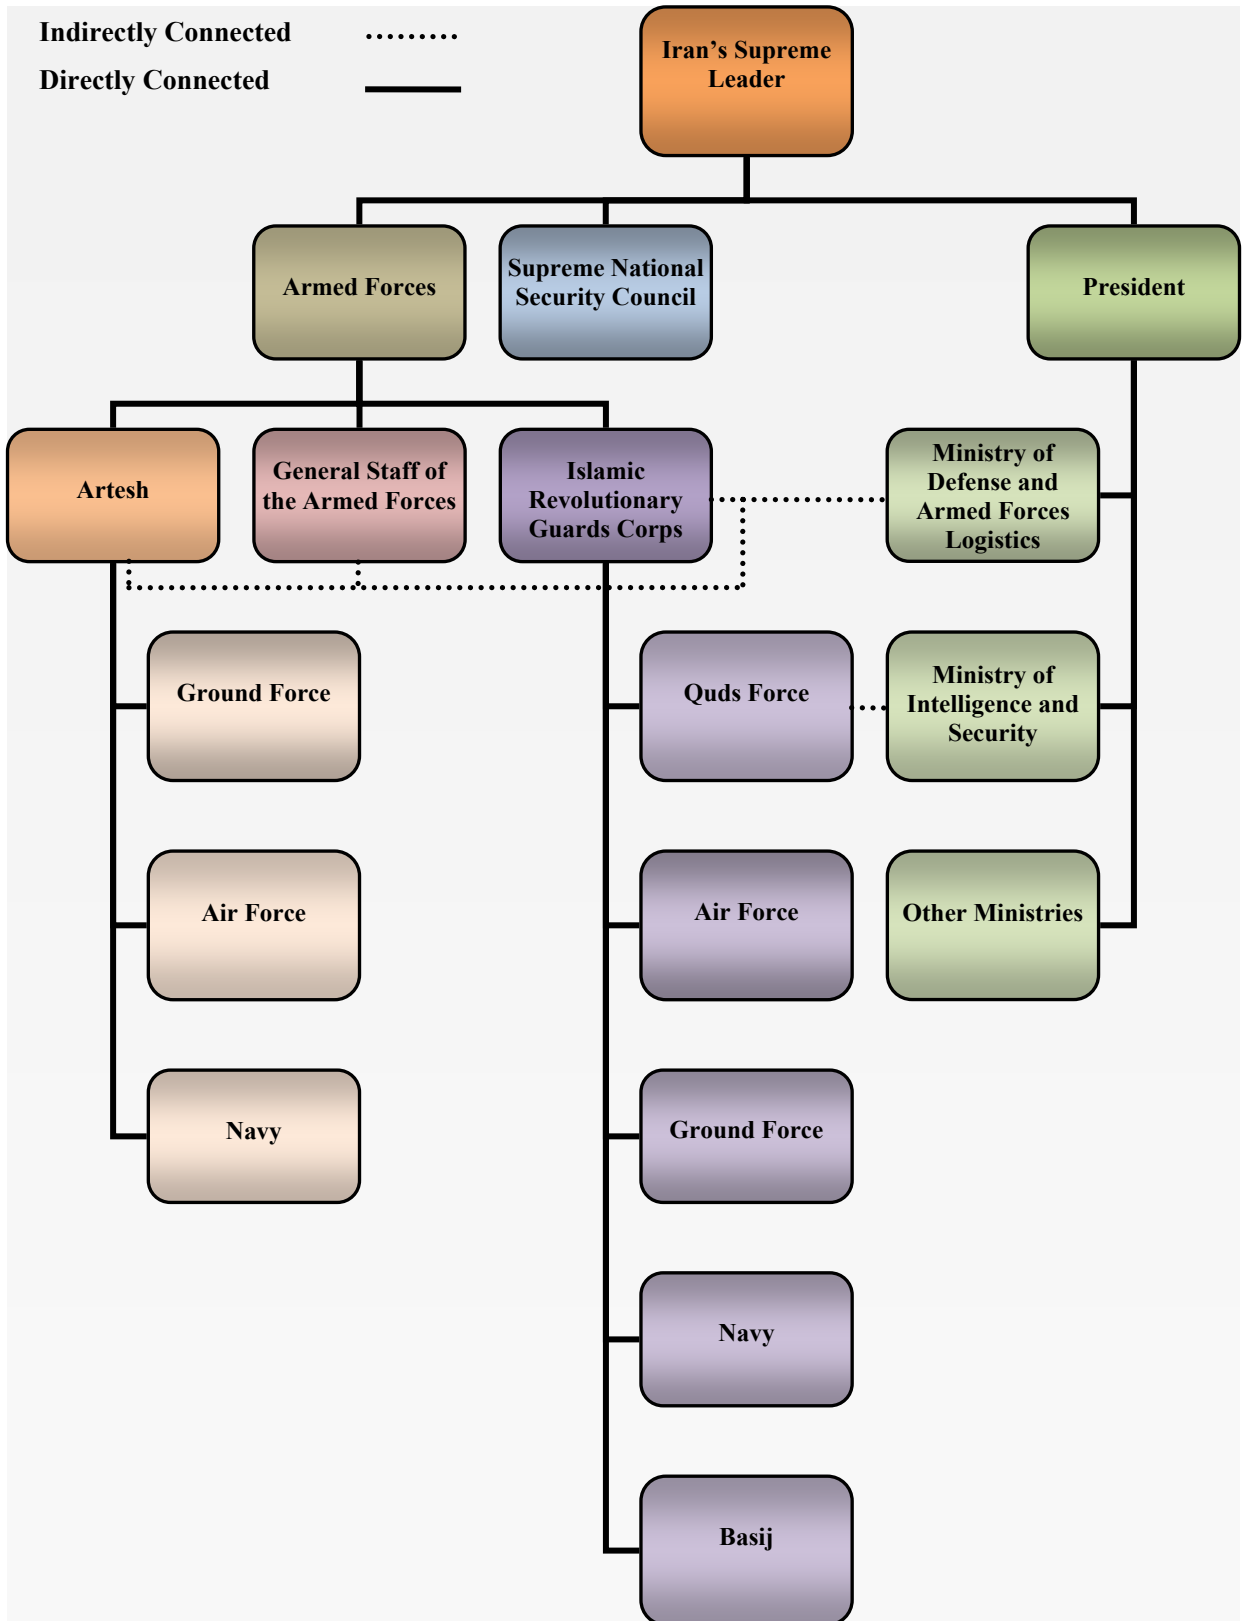 Indirectly Connected
Directly Connected
Iran’s Supreme
Leader
Armed Forces
Supreme National
Security Council
President
Artesh
General Staff of
the Armed Forces
Islamic
Revolutionary
Guards Corps
Ministry of
Defense and
Armed Forces
Logistics
Ground Force
Quds Force
Ministry of
Intelligence and
Security
Air Force
Air Force
Other Ministries
Navy
Ground Force
Navy
Basij